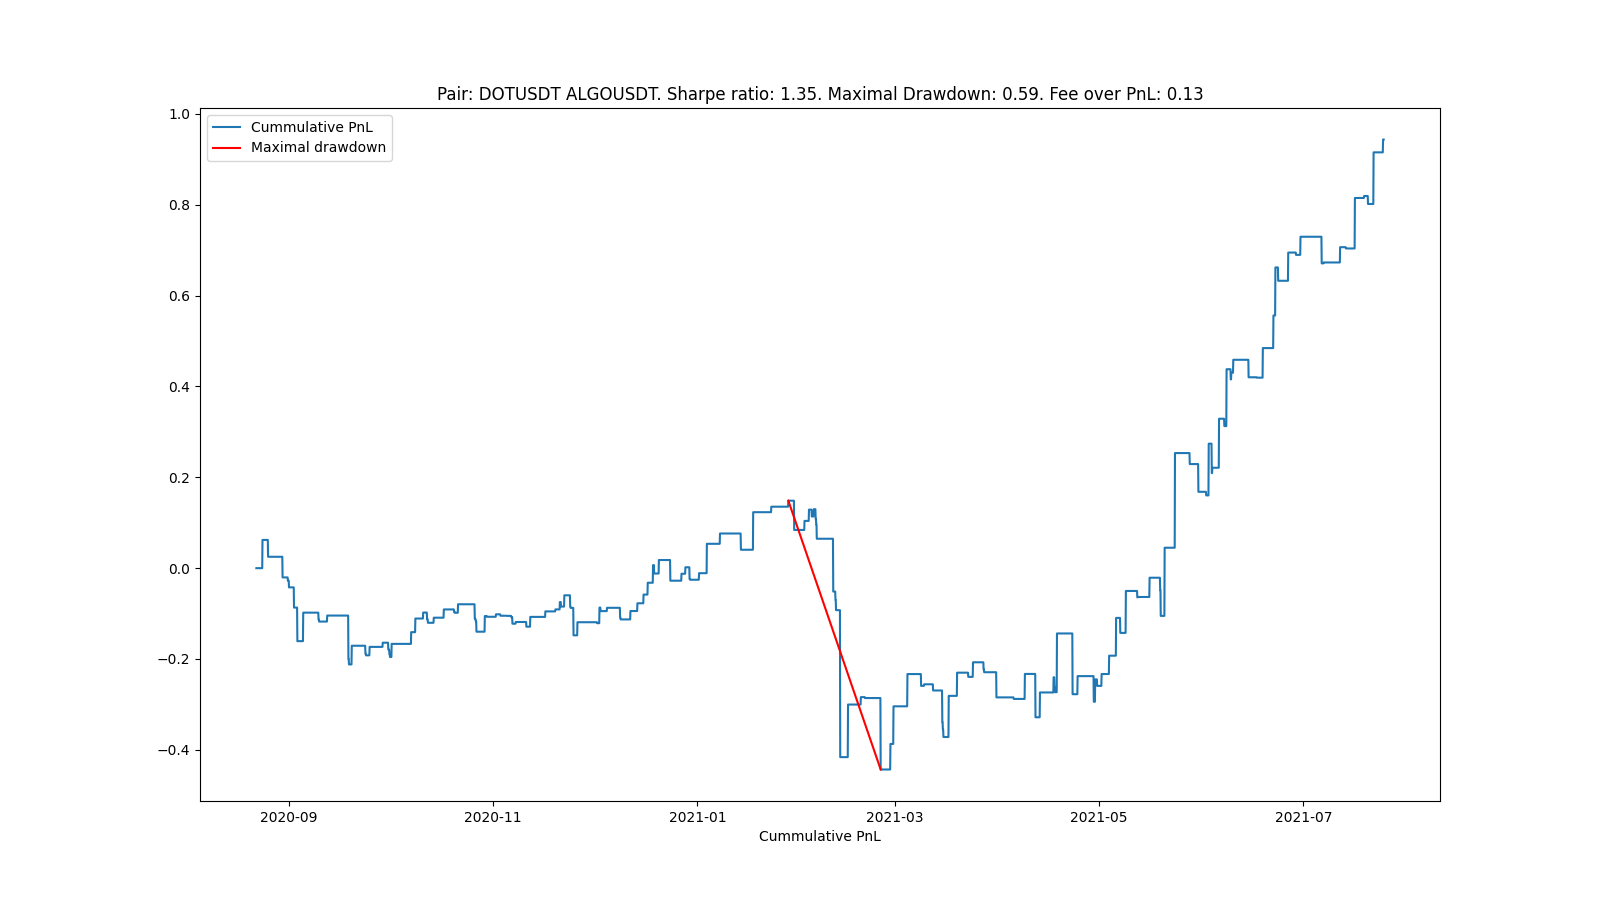 Pair: DOTUSDT ALGOUSDT. Sharpe ratio: 1.35. Maximal Drawdown: 0.59. Fee over PnL: 0.13
Cummulative PnL
Maximal drawdown
1.0
0.8
0.6
0.4
0.2
0.0
−0.2
−0.4
2020-09 2020-11 2021-01 2021-03 2021-05 2021-07
Cummulative PnL